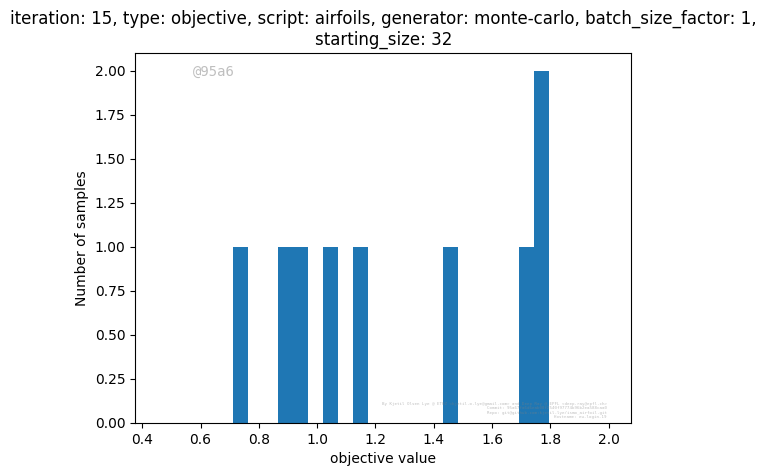 iteration: 15, type: objective, script: airfoils, generator: monte-carlo, batch_size_factor: 1,
starting_size: 32
@95a6
2.00
1.75
1.50
1.25
1.00
0.75
0.50
0.25
0.00
Number of samples
0.4 0.6 0.8 1.0 1.2 1.4 1.6 1.8 2.0
objective value